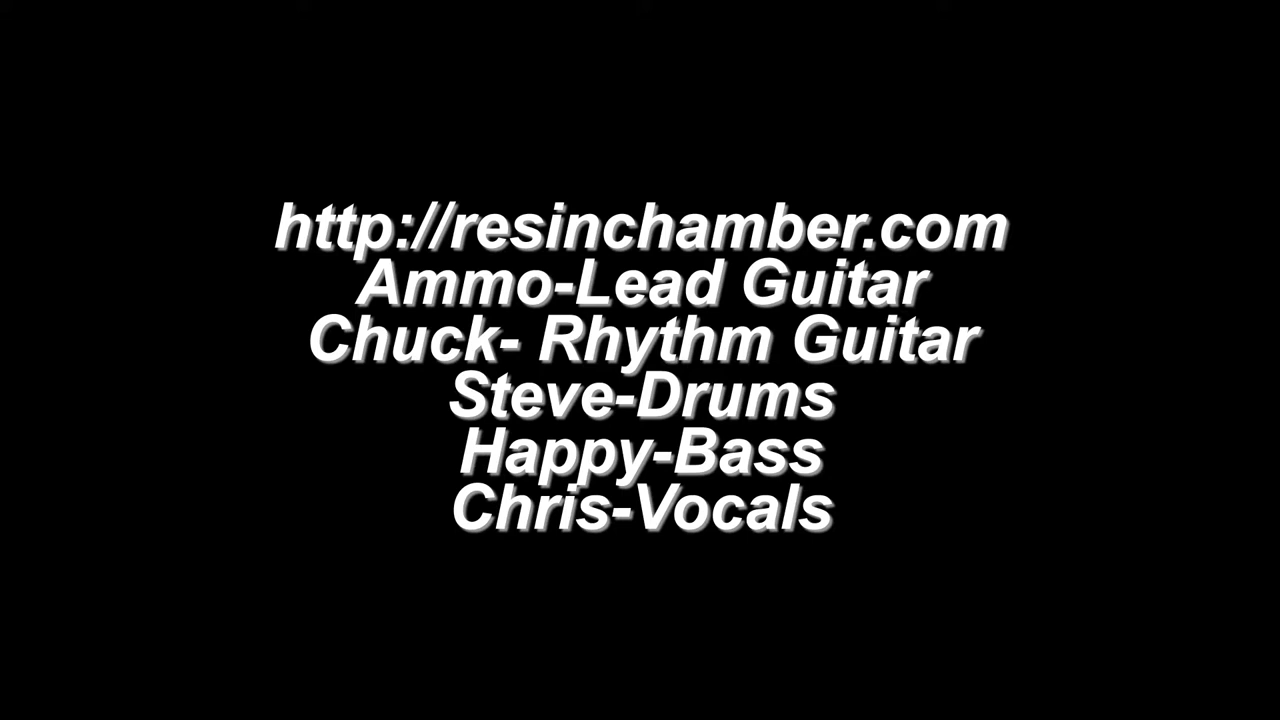 http://resinchamber.com
Ammo-Lead Guitar
Chuck- Rhythm Guitar
Steve-Drums
Happy-Bass
Chris-Vocals